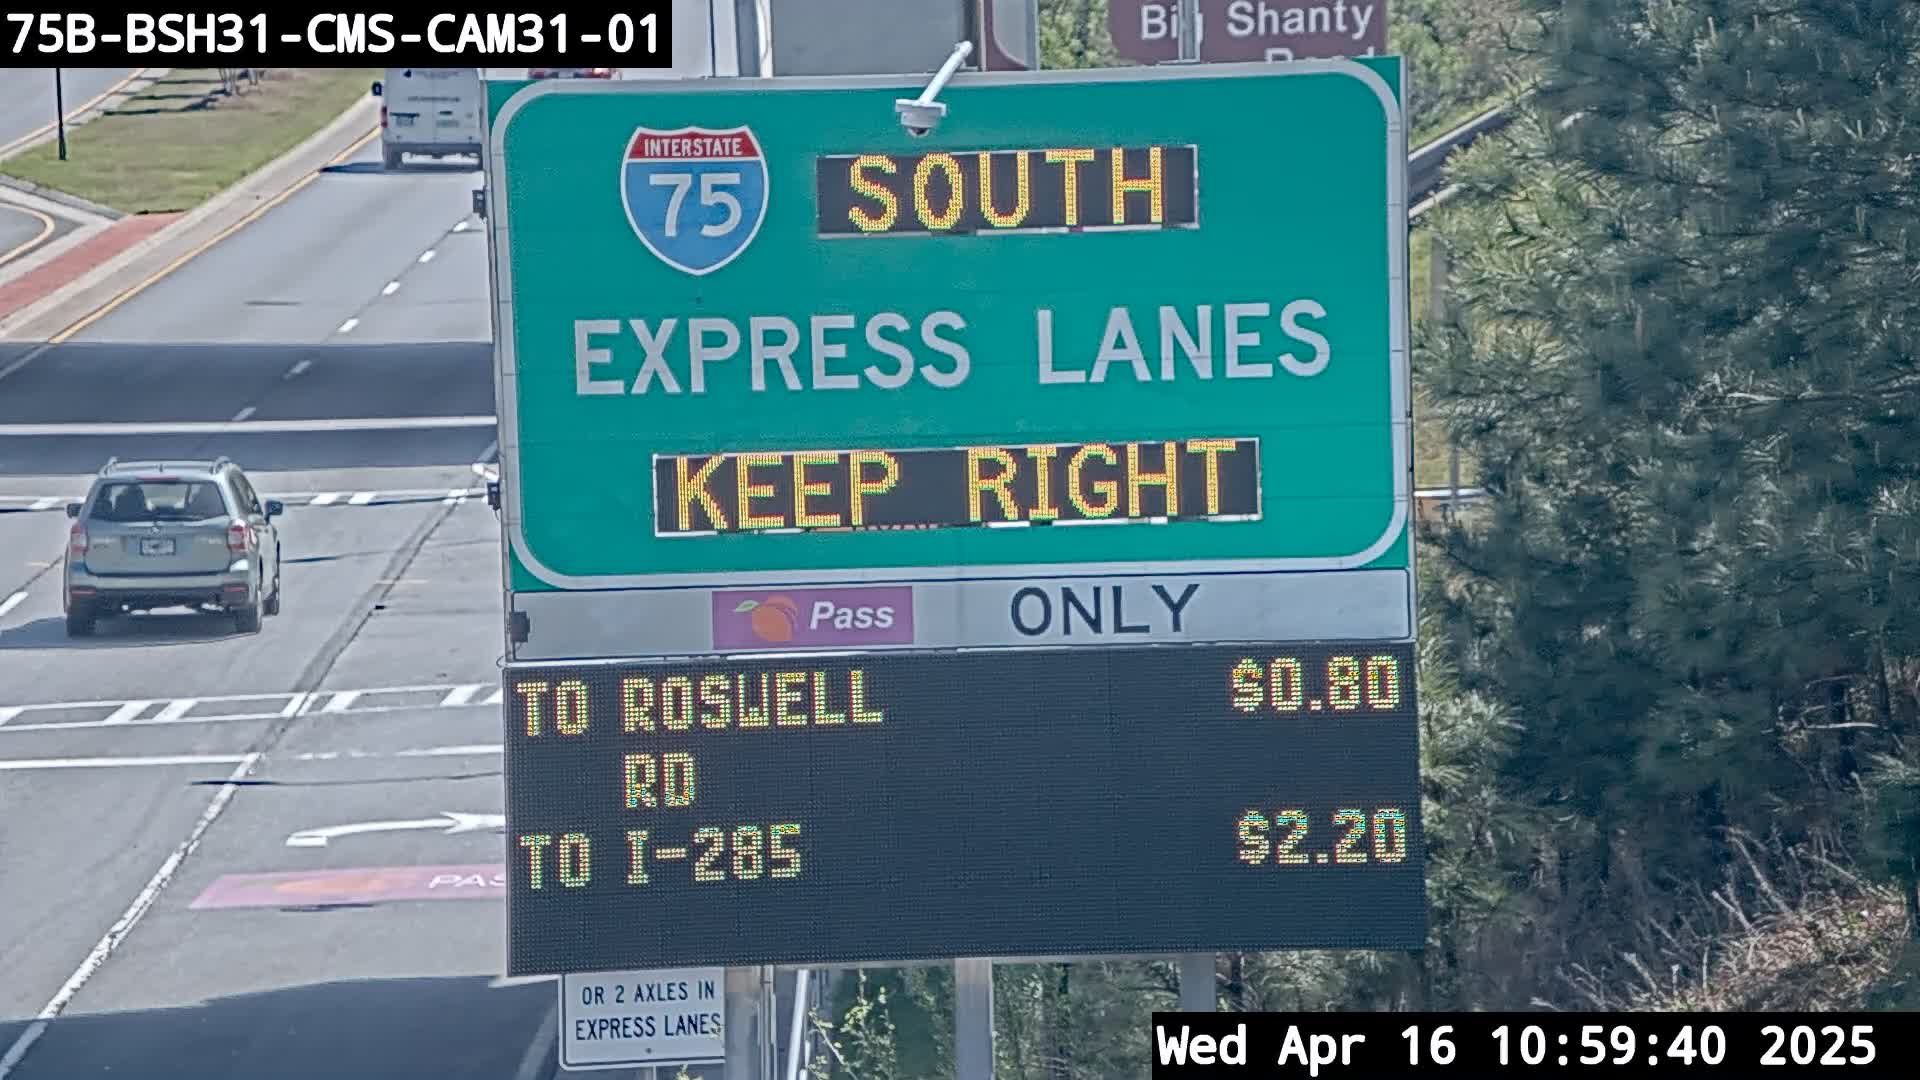 75B-BSH31-CMS-CAM31-01
Big Shanty
Road
INTERSTATE
75
SOUTH
EXPRESS LANES
KEEP RIGHT
Pass ONLY
TO ROSWELL $0.80
RD
TO I-285 $2.20
PAS
OR 2 AXLES IN
EXPRESS LANES
Wed Apr 16 10:59:40 2025